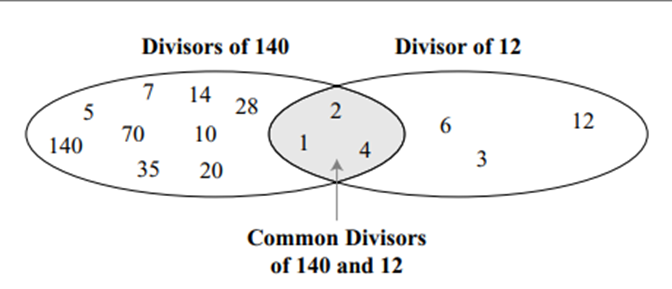 Divisors of 140
Divisor of 12
7 14
5 28 2
6 12
140 70 10 1 4
3
35 20
Common Divisors
of 140 and 12